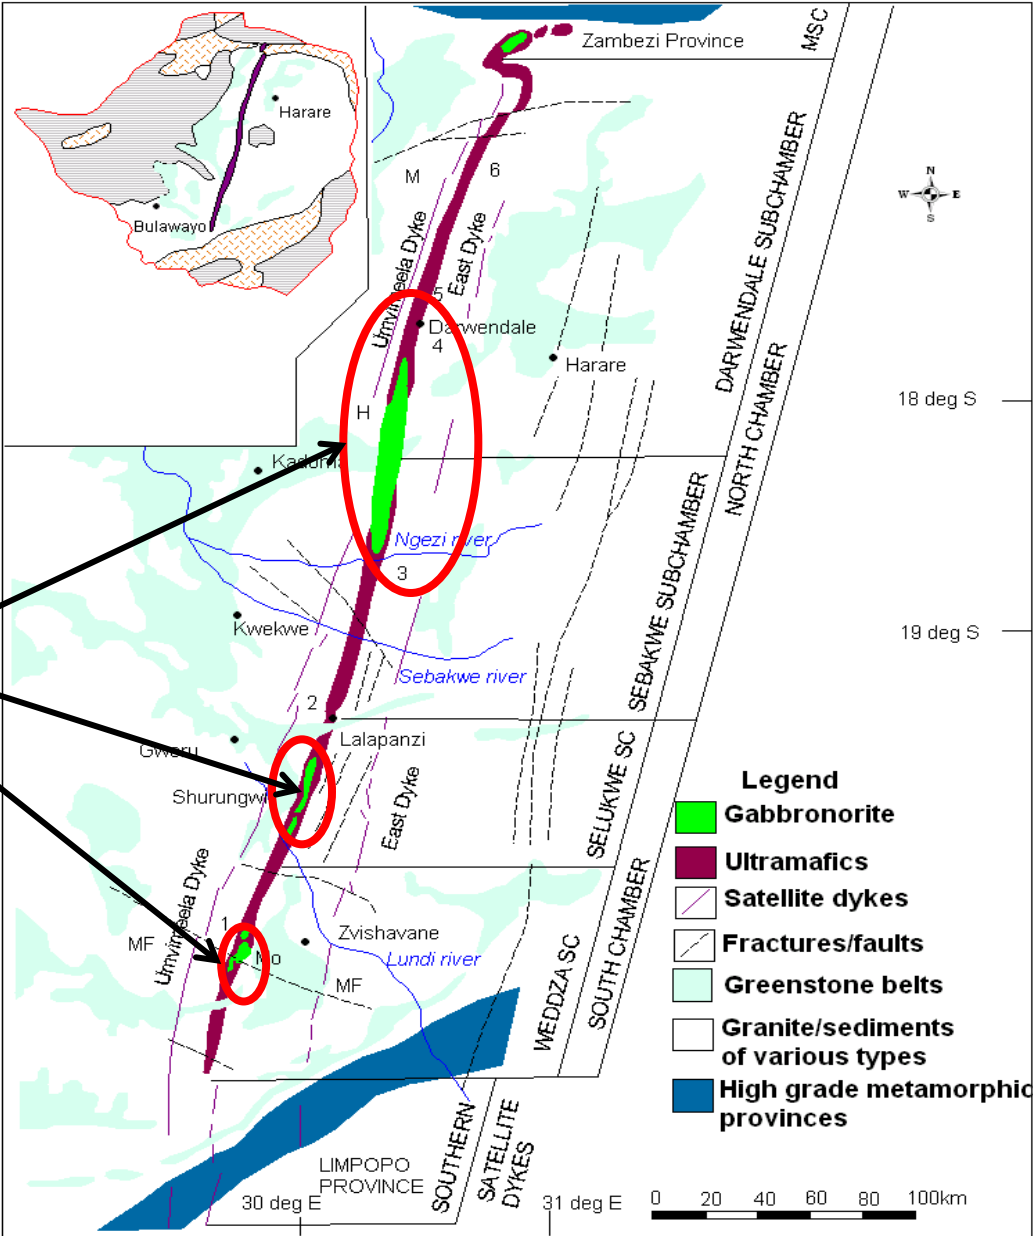 Harare
Bulawayo
Zambezi Province
MSC
N
W
E
S
6
M
Umvimeela Dyke
East Dyke
5
Darwendale
4
Harare
H
DARWENDALE SUBCHAMBER
NORTH CHAMBER
18 deg S
Kadoma
Ngezi river
3
SEBAKWE SUBCHAMBER
19 deg S
Kwekwe
Sebakwe river
2
Lalapanzi
Gweru
Shurungwi
East Dyke
SELUKWE SC
SOUTH CHAMBER
Umvimeela Dyke
1
MF
Mo
Zvishavane
Lundi river
MF
WEDDZA SC
Legend
Gabbronorite
Ultramafics
Satellite dykes
Fractures/faults
Greenstone belts
Granite/sediments
of various types
High grade metamorphic
provinces
LIMPOPO
PROVINCE
SOUTHERN
SATELLITE
DYKES
30 deg E
31 deg E
0 20 40 60 80 100km